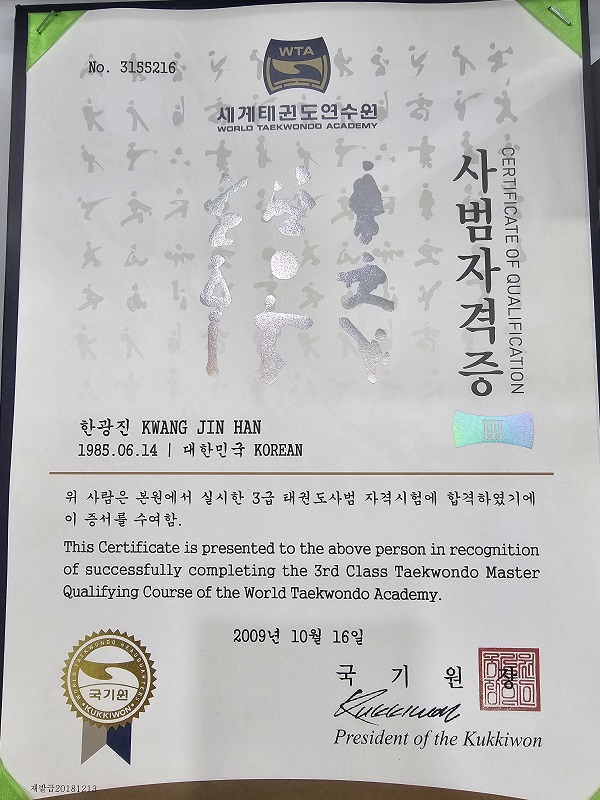 No. 3155216
WTA
세계태권도연수원
WORLD TAEKWONDO ACADEMY
사범자격증
CERTIFICATE OF QUALIFICATION
한광진 KWANG JIN HAN
1985.06.14 | 대한민국 KOREAN
위 사람은 본원에서 실시한 3급 태권도사범 자격시험에 합격하였기에
이 증서를 수여함.
This Certificate is presented to the above person in recognition
of successfully completing the 3rd Class Taekwondo Master
Qualifying Course of the World Taekwondo Academy.
2009년 10월 16일
국기원장
Kukkiwon
President of the Kukkiwon
WORLD TAEKWONDO HEADQUARTERS
국기원
KUKKIWON
재발급20181213